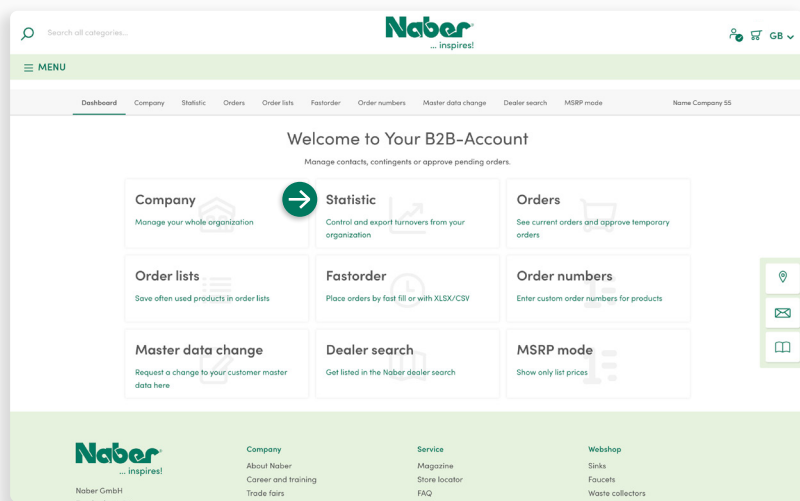 Search all categories...
Naber
... inspires!
GB
MENU
Dashboard Company Statistic Orders Order lists Fastorder Order numbers Master data change Dealer search MSRP mode Name Company 55
Welcome to Your B2B-Account
Manage contacts, contingents or approve pending orders.
Company
Manage your whole organization
Statistic
Control and export turnovers from your
organization
Orders
See current orders and approve temporary
orders
Order lists
Save often used products in order lists
Fastorder
Place orders by fast fill or with XLSX/CSV
Order numbers
Enter custom order numbers for products
Master data change
Request a change to your customer master
data here
Dealer search
Get listed in the Naber dealer search
MSRP mode
Show only list prices
Naber
... inspires!
Naber GmbH
Company
About Naber
Career and training
Trade fairs
Service
Magazine
Store locator
FAQ
Webshop
Sinks
Faucets
Waste collectors